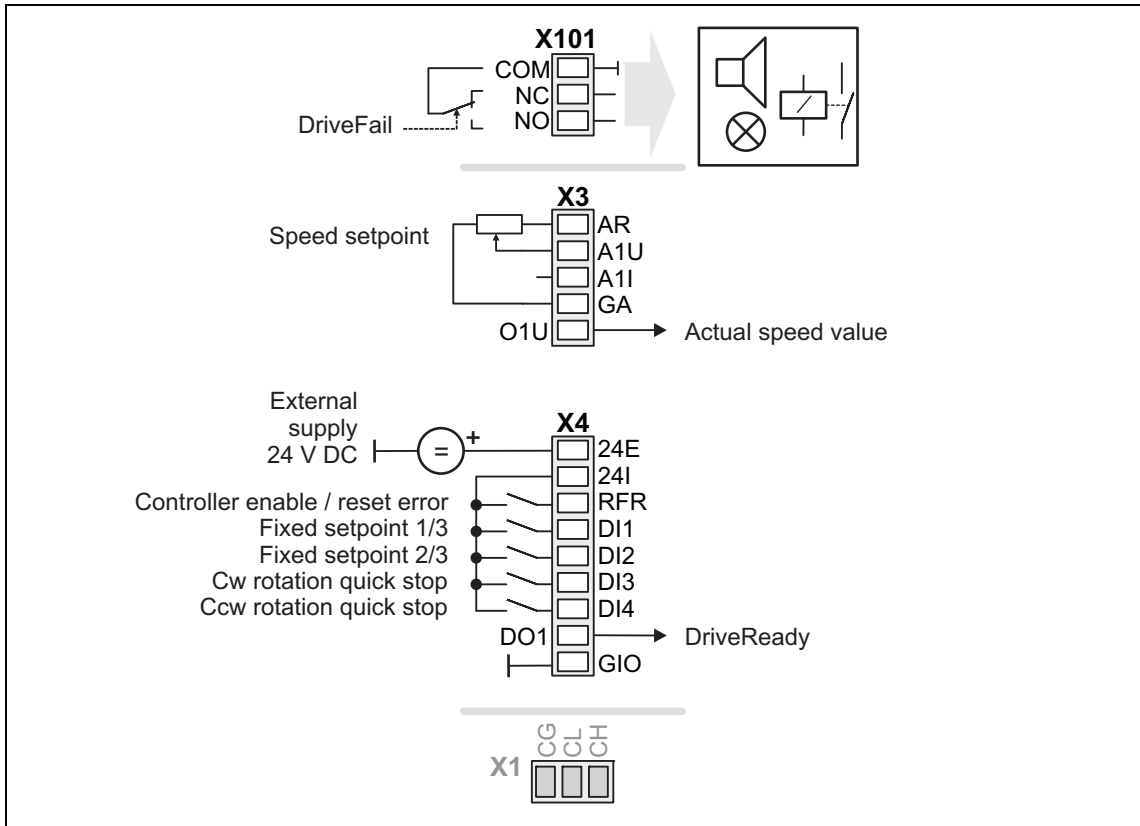 X101
COM
NC
NO
DriveFail
X3
AR
Speed setpoint
A1U
A1I
GA
O1U
Actual speed value
External
supply
24 V DC
=
+
X4
24E
24I
Controller enable / reset error
RFR
Fixed setpoint 1/3
DI1
Fixed setpoint 2/3
DI2
Cw rotation quick stop
DI3
Ccw rotation quick stop
DI4
DO1
DriveReady
GIO
X1
CG
CL
CH